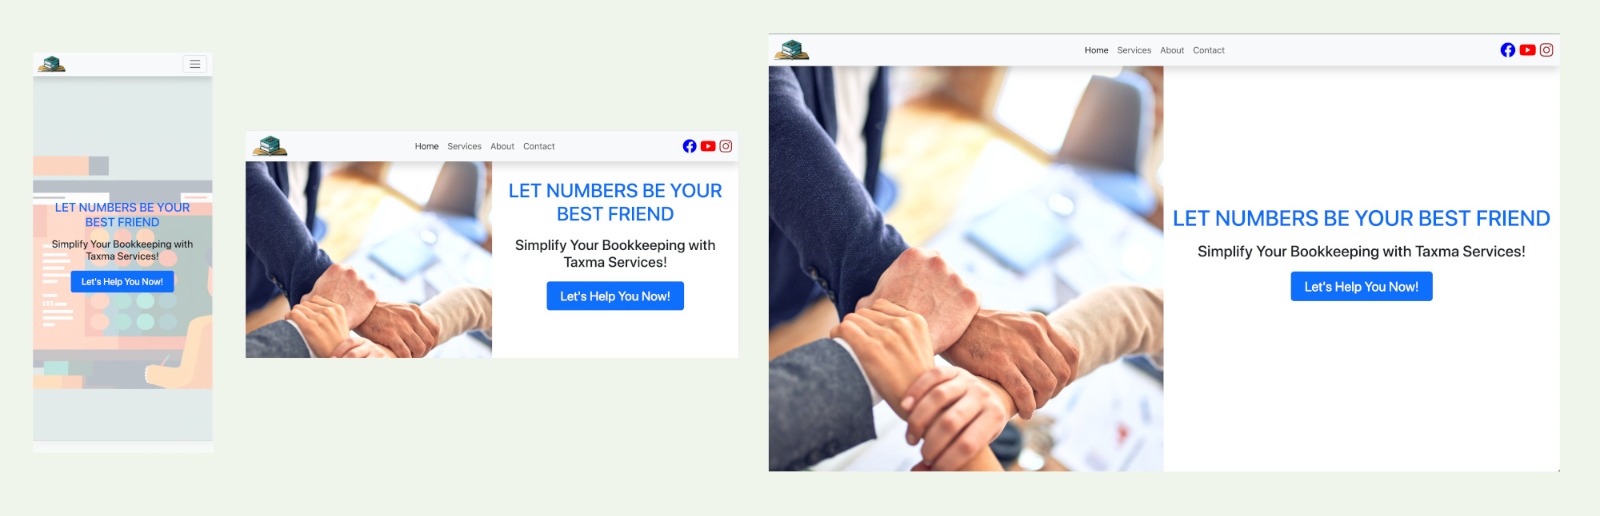 LET NUMBERS BE YOUR
BEST FRIEND
Simplify Your Bookkeeping with
Taxma Services!
Let's Help You Now!
Home Services About Contact
LET NUMBERS BE YOUR
BEST FRIEND
Simplify Your Bookkeeping with
Taxma Services!
Let's Help You Now!
Home Services About Contact
LET NUMBERS BE YOUR BEST FRIEND
Simplify Your Bookkeeping with Taxma Services!
Let's Help You Now!